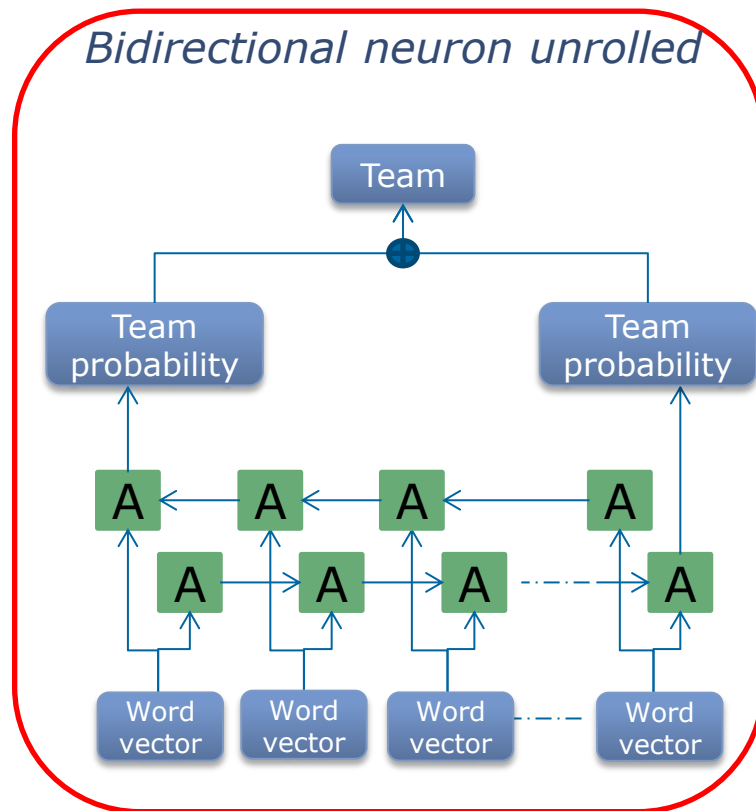 Bidirectional neuron unrolled
Team
Team
probability
Team
probability
A
A
A
A
A
A
A
A
Word
vector
Word
vector
Word
vector
Word
vector